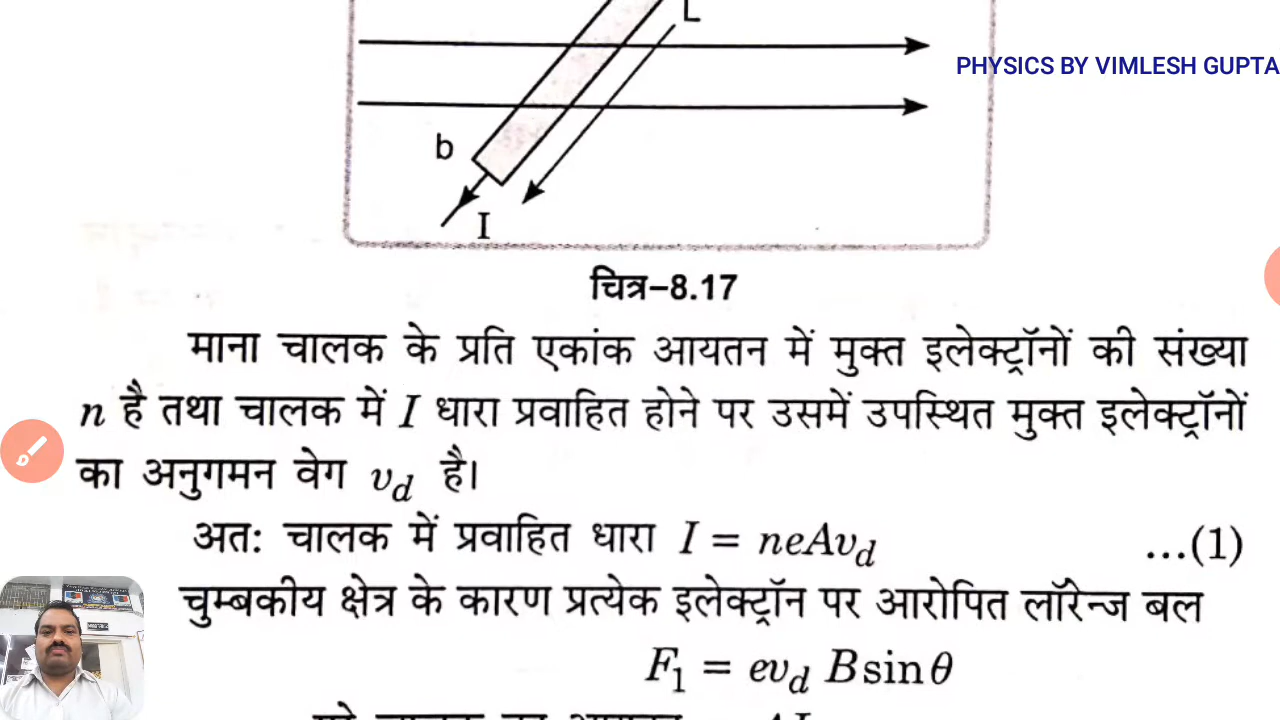 L
PHYSICS BY VIMLESH GUPTA
b
I
चित्र–8.17
माना चालक के प्रति एकांक आयतन में मुक्त इलेक्ट्रॉनों की संख्या
n है तथा चालक में I धारा प्रवाहित होने पर उसमें उपस्थित मुक्त इलेक्ट्रॉनों
का अनुगमन वेग v_d है।
अत: चालक में प्रवाहित धारा I = neAv_d ...(1)
चुम्बकीय क्षेत्र के कारण प्रत्येक इलेक्ट्रॉन पर आरोपित लॉरेन्ज बल
F₁ = ev_d B sin θ